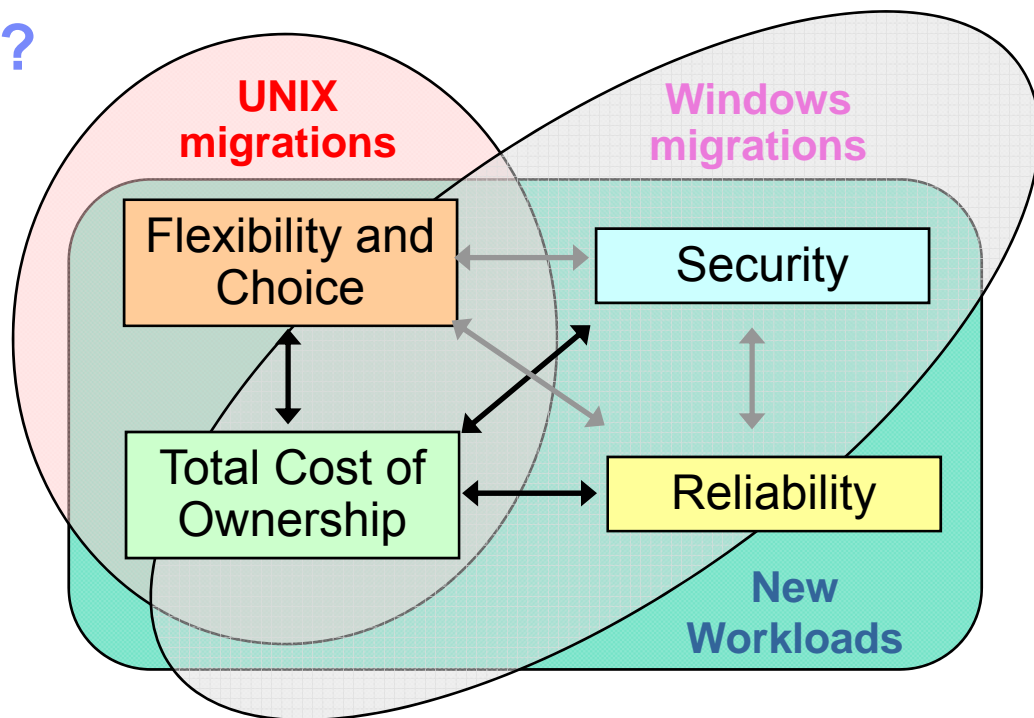 ?
UNIX
migrations
Windows
migrations
Flexibility and
Choice
Security
Total Cost of
Ownership
Reliability
New
Workloads